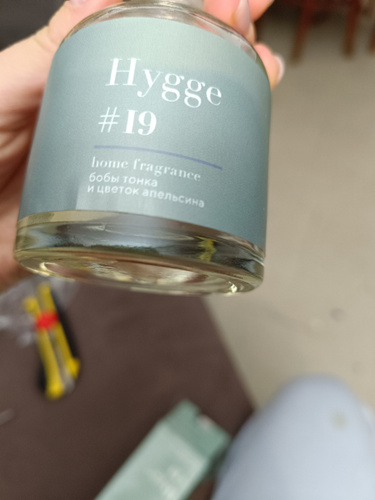 Hygge
#19
home fragrance
бобы тонка
и цветок апельсина